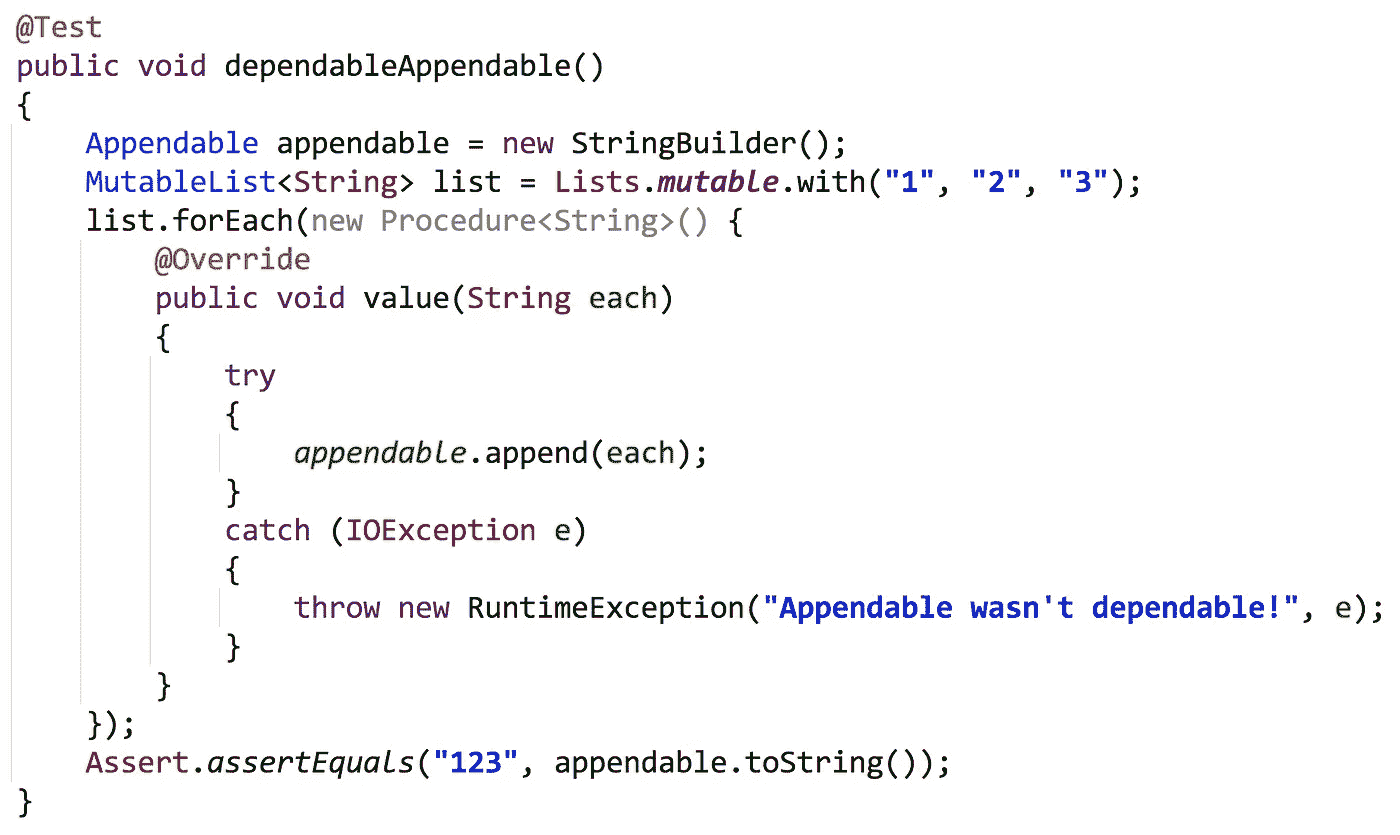 @Test
public void dependableAppendable()
{
    Appendable appendable = new StringBuilder();
    MutableList<String> list = Lists.mutable.with("1", "2", "3");
    list.forEach(new Procedure<String>() {
        @Override
        public void value(String each)
        {
            try
            {
                appendable.append(each);
            }
            catch (IOException e)
            {
                throw new RuntimeException("Appendable wasn't dependable!", e);
            }
        }
    });
    Assert.assertEquals("123", appendable.toString());
}